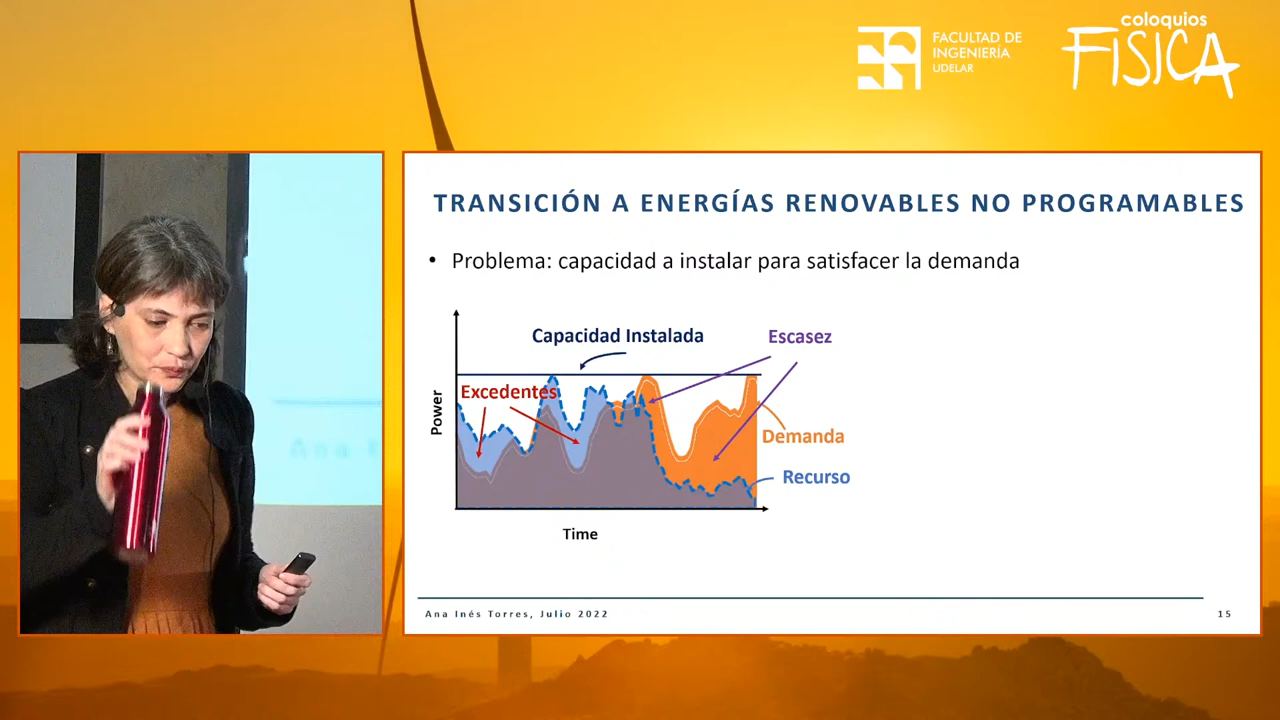 FACULTAD DE
INGENIERÍA
UDELAR
coloquios
FÍSICA
TRANSICIÓN A ENERGÍAS RENOVABLES NO PROGRAMABLES
• Problema: capacidad a instalar para satisfacer la demanda
Capacidad Instalada
Escasez
Excedentes
Power
Demanda
Recurso
Time
Ana Inés Torres, Julio 2022
15